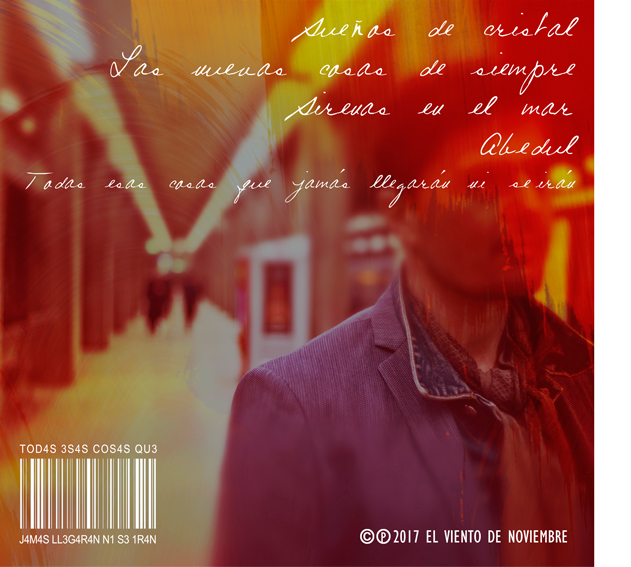 Sueños de cristal
Las nuevas cosas de siempre
Sirenas en el mar
Abedul
Todas esas cosas que jamás llegarán ni se irán
TOD4S 3S4S COS4S QU3
J4M4S LL3G4R4N N1 S3 1R4N
©℗2017 EL VIENTO DE NOVIEMBRE